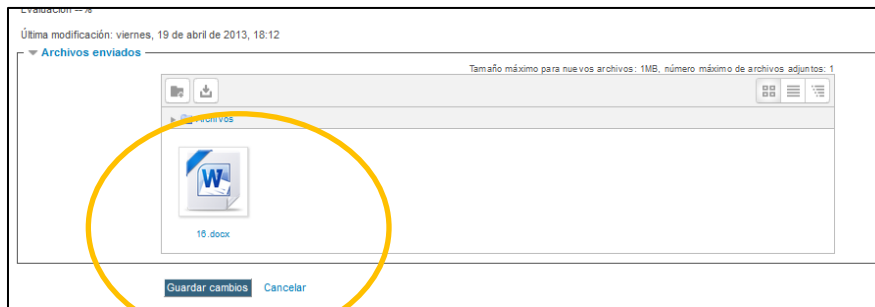 Evaluación --%
Última modificación: viernes, 19 de abril de 2013, 18:12
Archivos enviados
Tamaño máximo para nuevos archivos: 1MB, número máximo de archivos adjuntos: 1
Archivos
W
16.docx
Guardar cambios Cancelar